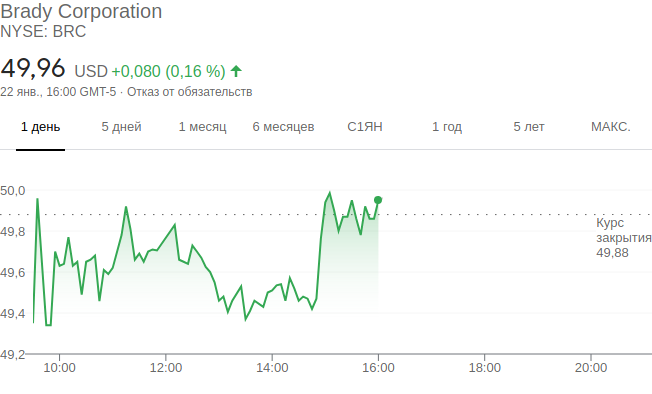 Brady Corporation
NYSE: BRC
49,96 USD +0,080 (0,16 %)
22 янв., 16:00 GMT-5 · Отказ от обязательств
1 день 5 дней 1 месяц 6 месяцев С1ЯН 1 год 5 лет МАКС.
50,0
49,8
49,6
49,4
49,2
Курс
закрытия
49,88
10:00 12:00 14:00 16:00 18:00 20:00